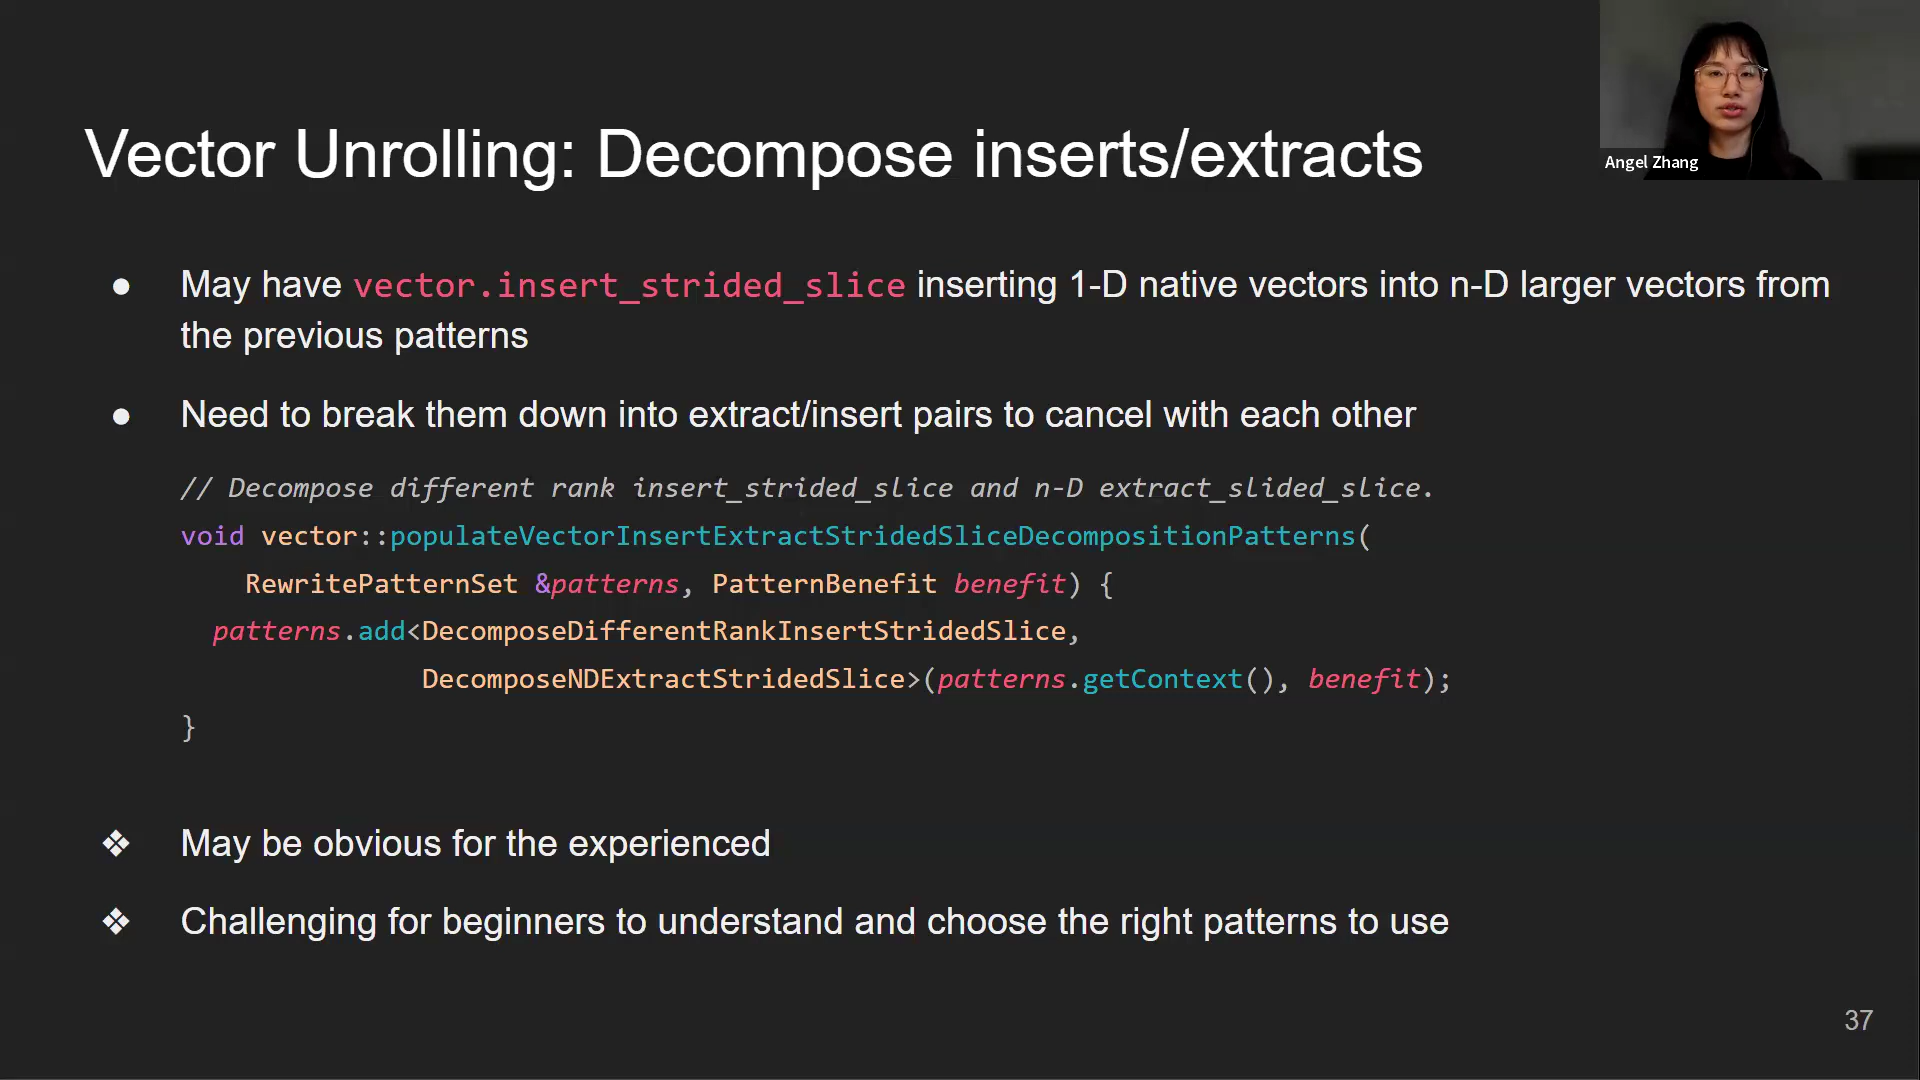 Angel Zhang
Vector Unrolling: Decompose inserts/extracts
● May have vector.insert_strided_slice inserting 1-D native vectors into n-D larger vectors from
the previous patterns
● Need to break them down into extract/insert pairs to cancel with each other
// Decompose different rank insert_strided_slice and n-D extract_slided_slice.
void vector::populateVectorInsertExtractStridedSliceDecompositionPatterns(
RewritePatternSet &patterns, PatternBenefit benefit) {
patterns.add<DecomposeDifferentRankInsertStridedSlice,
DecomposeNDExtractStridedSlice>(patterns.getContext(), benefit);
}
❖ May be obvious for the experienced
❖ Challenging for beginners to understand and choose the right patterns to use
37